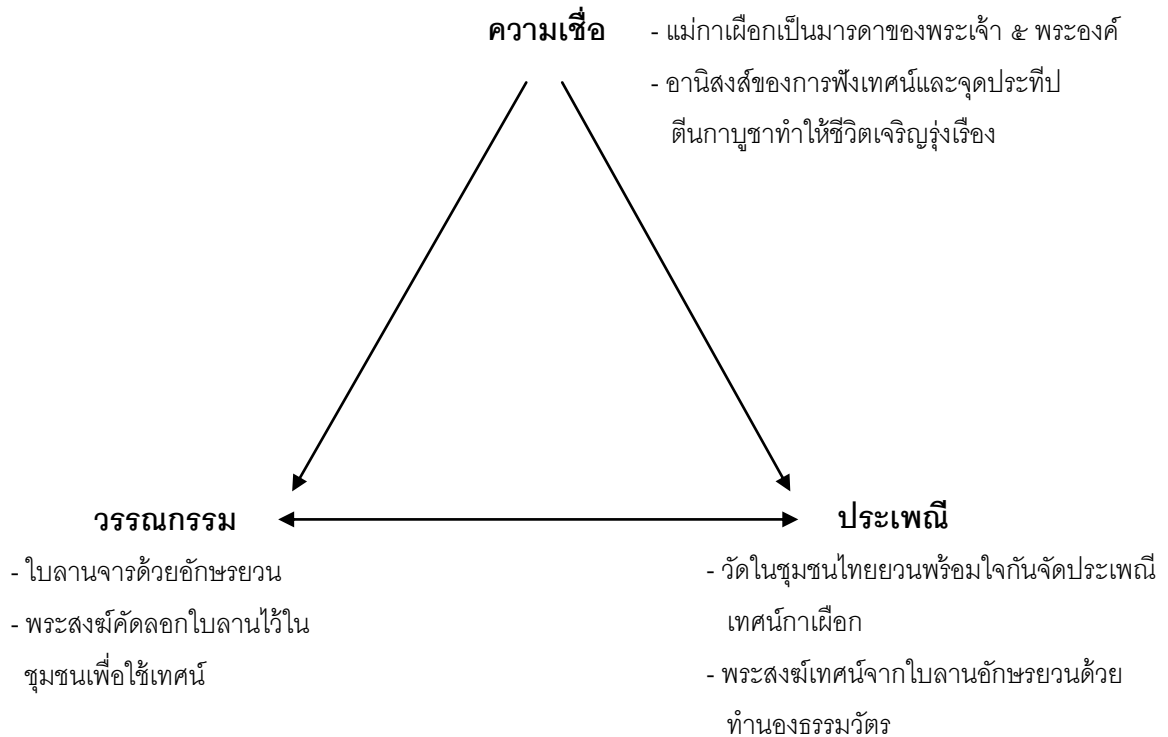 ความเชื่อ
- แม่กาเผือกเป็นมารดาของพระเจ้า ๕ พระองค์
- อานิสงส์ของการฟังเทศน์และจุดประทีป
ตีนกาบูชาทำให้ชีวิตเจริญรุ่งเรือง
วรรณกรรม
- ใบลานจารด้วยอักษรยวน
- พระสงฆ์คัดลอกใบลานไว้ใน
ชุมชนเพื่อใช้เทศน์
ประเพณี
- วัดในชุมชนไทยยวนพร้อมใจกันจัดประเพณี
เทศน์กาเผือก
- พระสงฆ์เทศน์จากใบลานอักษรยวนด้วย
ทำนองธรรมวัตร